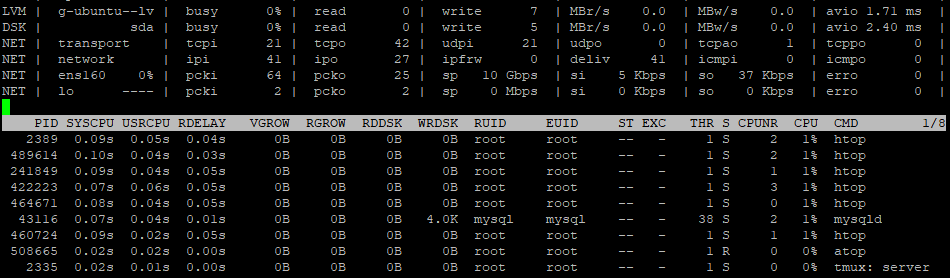 LVM | g-ubuntu--lv | busy 0% | read 0 | write 7 | MBr/s 0.0 | MBw/s 0.0 | avio 1.71 ms
DSK | sda | busy 0% | read 0 | write 5 | MBr/s 0.0 | MBw/s 0.0 | avio 2.40 ms
NET | transport | tcpi 21 | tcpo 42 | udpi 21 | udpo 0 | tcpao 1 | tcppo 0
NET | network | ipi 41 | ipo 27 | ipfrw 0 | deliv 41 | icmpi 0 | icmpo 0
NET | ens160 0% | pcki 64 | pcko 25 | sp 10 Gbps | si 5 Kbps | so 37 Kbps | erro 0
NET | lo ---- | pcki 2 | pcko 2 | sp 0 Mbps | si 0 Kbps | so 0 Kbps | erro 0
PID SYSCPU USRCPU RDELAY VGROW RGROW RDDSK WRDSK RUID EUID ST EXC THR S CPUNR CPU CMD 1/8
2389 0.09s 0.05s 0.04s 0B 0B 0B 0B root root -- - 1 S 2 1% htop
489614 0.10s 0.04s 0.03s 0B 0B 0B 0B root root -- - 1 S 2 1% htop
241849 0.09s 0.04s 0.05s 0B 0B 0B 0B root root -- - 1 S 1 1% htop
422223 0.07s 0.06s 0.05s 0B 0B 0B 0B root root -- - 1 S 3 1% htop
464671 0.08s 0.04s 0.05s 0B 0B 0B 0B root root -- - 1 S 0 1% htop
43116 0.07s 0.04s 0.01s 0B 0B 0B 4.0K mysql mysql -- - 38 S 2 1% mysqld
460724 0.09s 0.02s 0.05s 0B 0B 0B 0B root root -- - 1 S 1 1% htop
508665 0.02s 0.02s 0.00s 0B 0B 0B 0B root root -- - 1 R 0 0% atop
2335 0.02s 0.01s 0.02s 0B 0B 0B 0B root root -- - 1 S 0 0% tmux: server